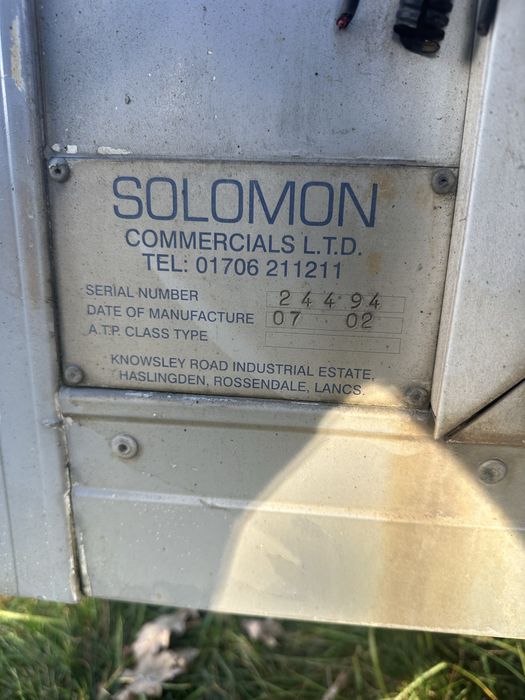 SOLOMON
COMMERCIALS L.T.D.
TEL: 01706 211211
SERIAL NUMBER 24494
DATE OF MANUFACTURE 07 02
A.T.P. CLASS TYPE
KNOWSLEY ROAD INDUSTRIAL ESTATE,
HASLINGDEN, ROSSENDALE, LANCS.